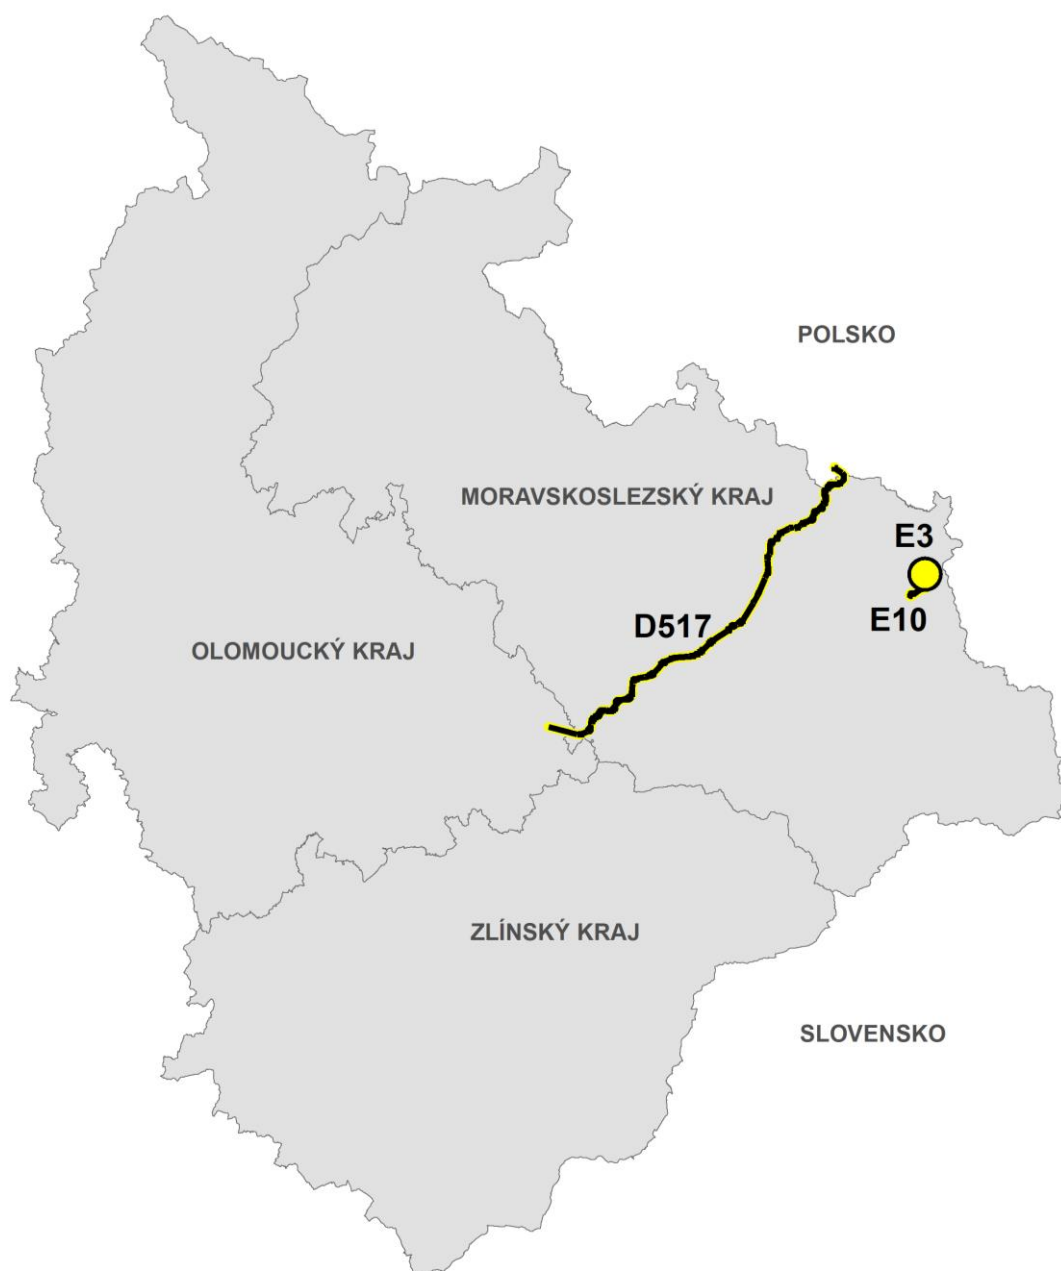 POLSKO
MORAVSKOSLEZSKÝ KRAJ
E3
E10
D517
OLOMOUCKÝ KRAJ
ZLÍNSKÝ KRAJ
SLOVENSKO